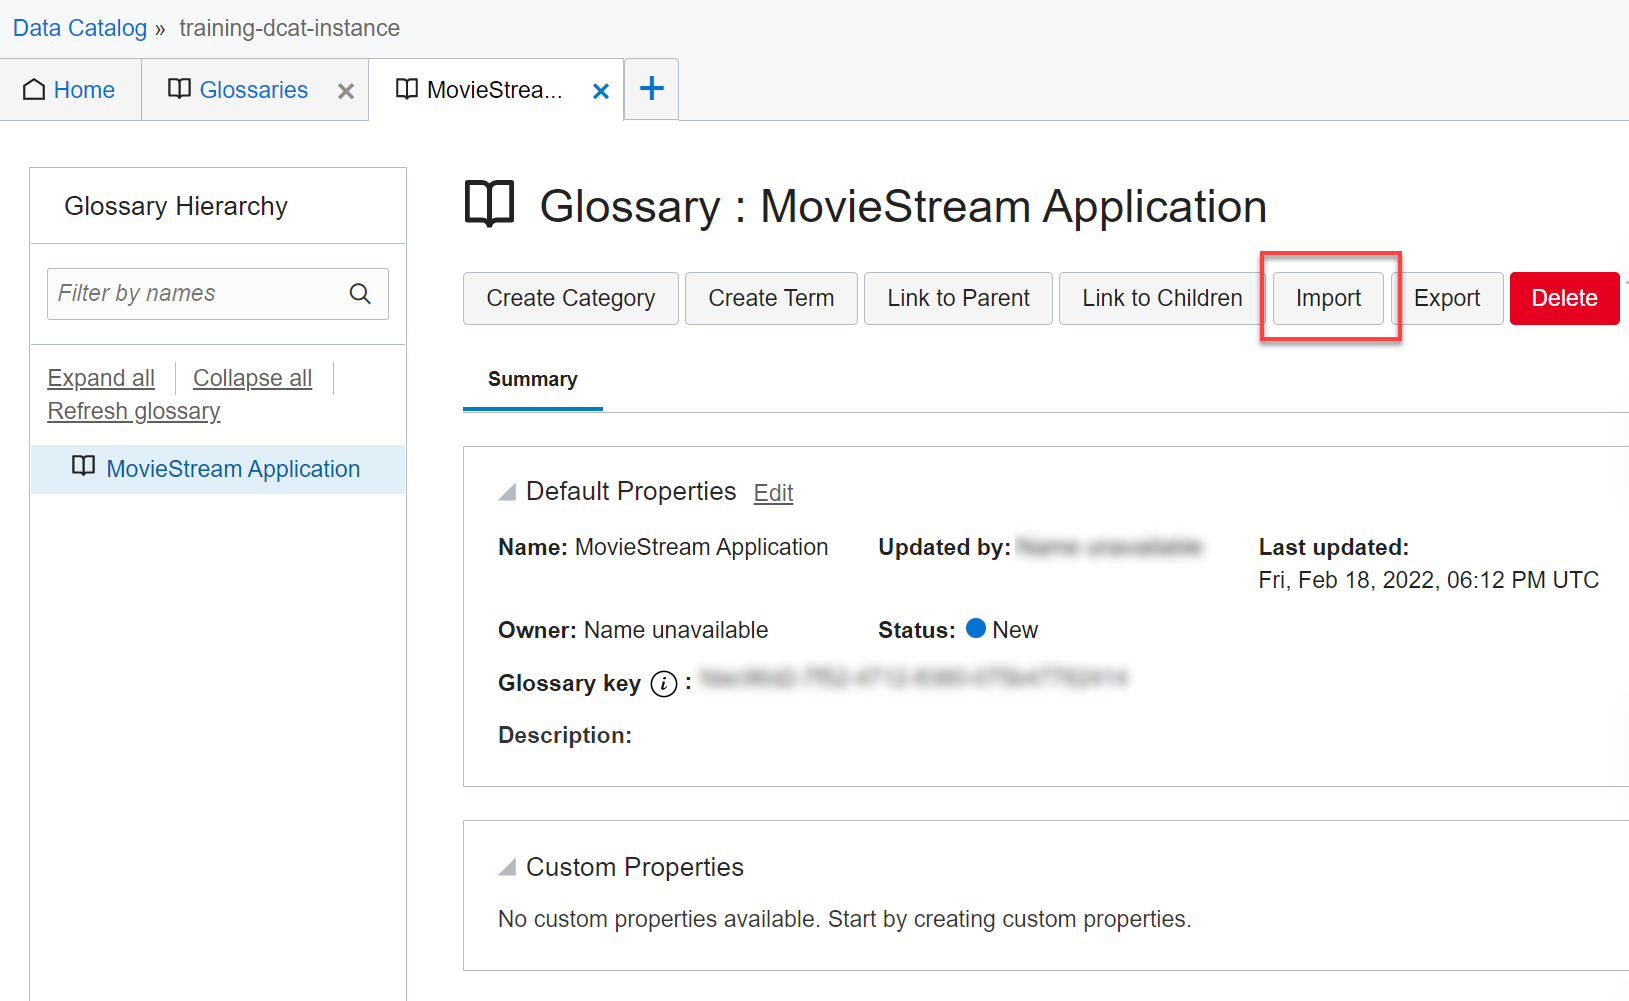 Data Catalog » training-dcat-instance
Home
Glossaries
MovieStrea...
Glossary Hierarchy
Filter by names
Expand all
Collapse all
Refresh glossary
MovieStream Application
Glossary : MovieStream Application
Create Category
Create Term
Link to Parent
Link to Children
Import
Export
Delete
Summary
Default Properties Edit
Name: MovieStream Application
Updated by:
Last updated:
Fri, Feb 18, 2022, 06:12 PM UTC
Owner: Name unavailable
Status: New
Glossary key i :
Description:
Custom Properties
No custom properties available. Start by creating custom properties.